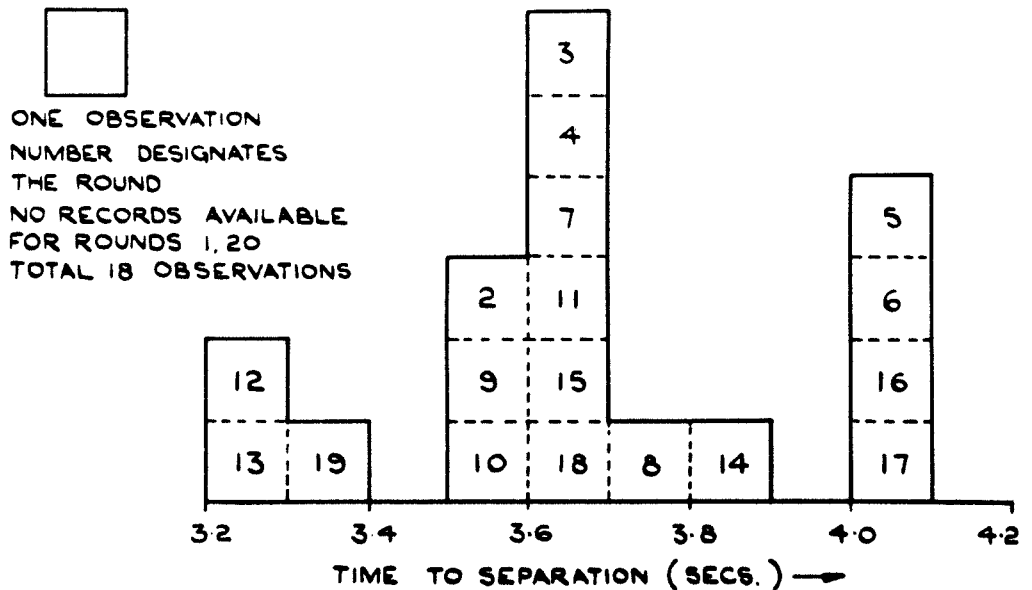 ONE OBSERVATION
NUMBER DESIGNATES
THE ROUND
NO RECORDS AVAILABLE
FOR ROUNDS 1, 20
TOTAL 18 OBSERVATIONS
3
4
7
2 11 5
6
12 9 15 16
13 19 10 18 8 14 17
3·2 3·4 3·6 3·8 4·0 4·2
TIME TO SEPARATION (SECS.) →